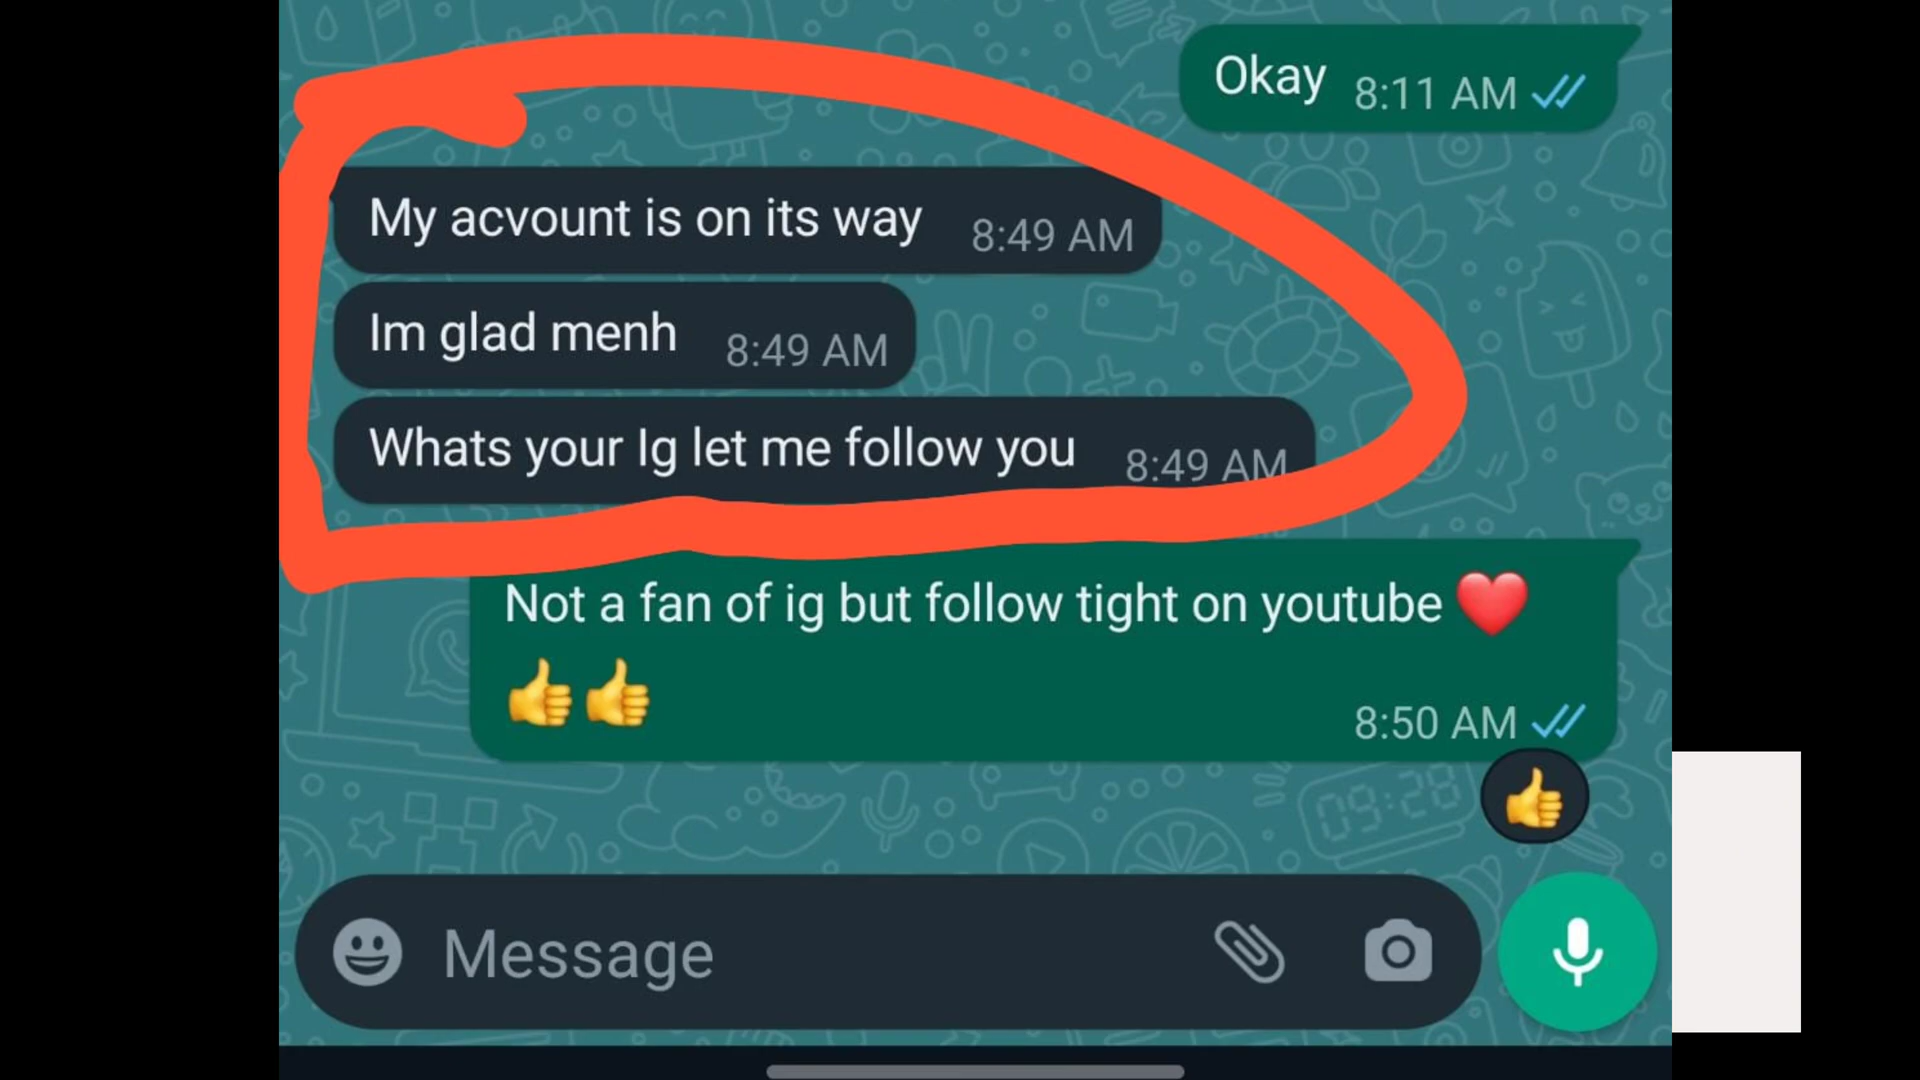 Okay 8:11 AM
My acvount is on its way 8:49 AM
Im glad menh 8:49 AM
Whats your Ig let me follow you 8:49 AM
Not a fan of ig but follow tight on youtube ❤️
👍👍
8:50 AM
👍
09:28
Message